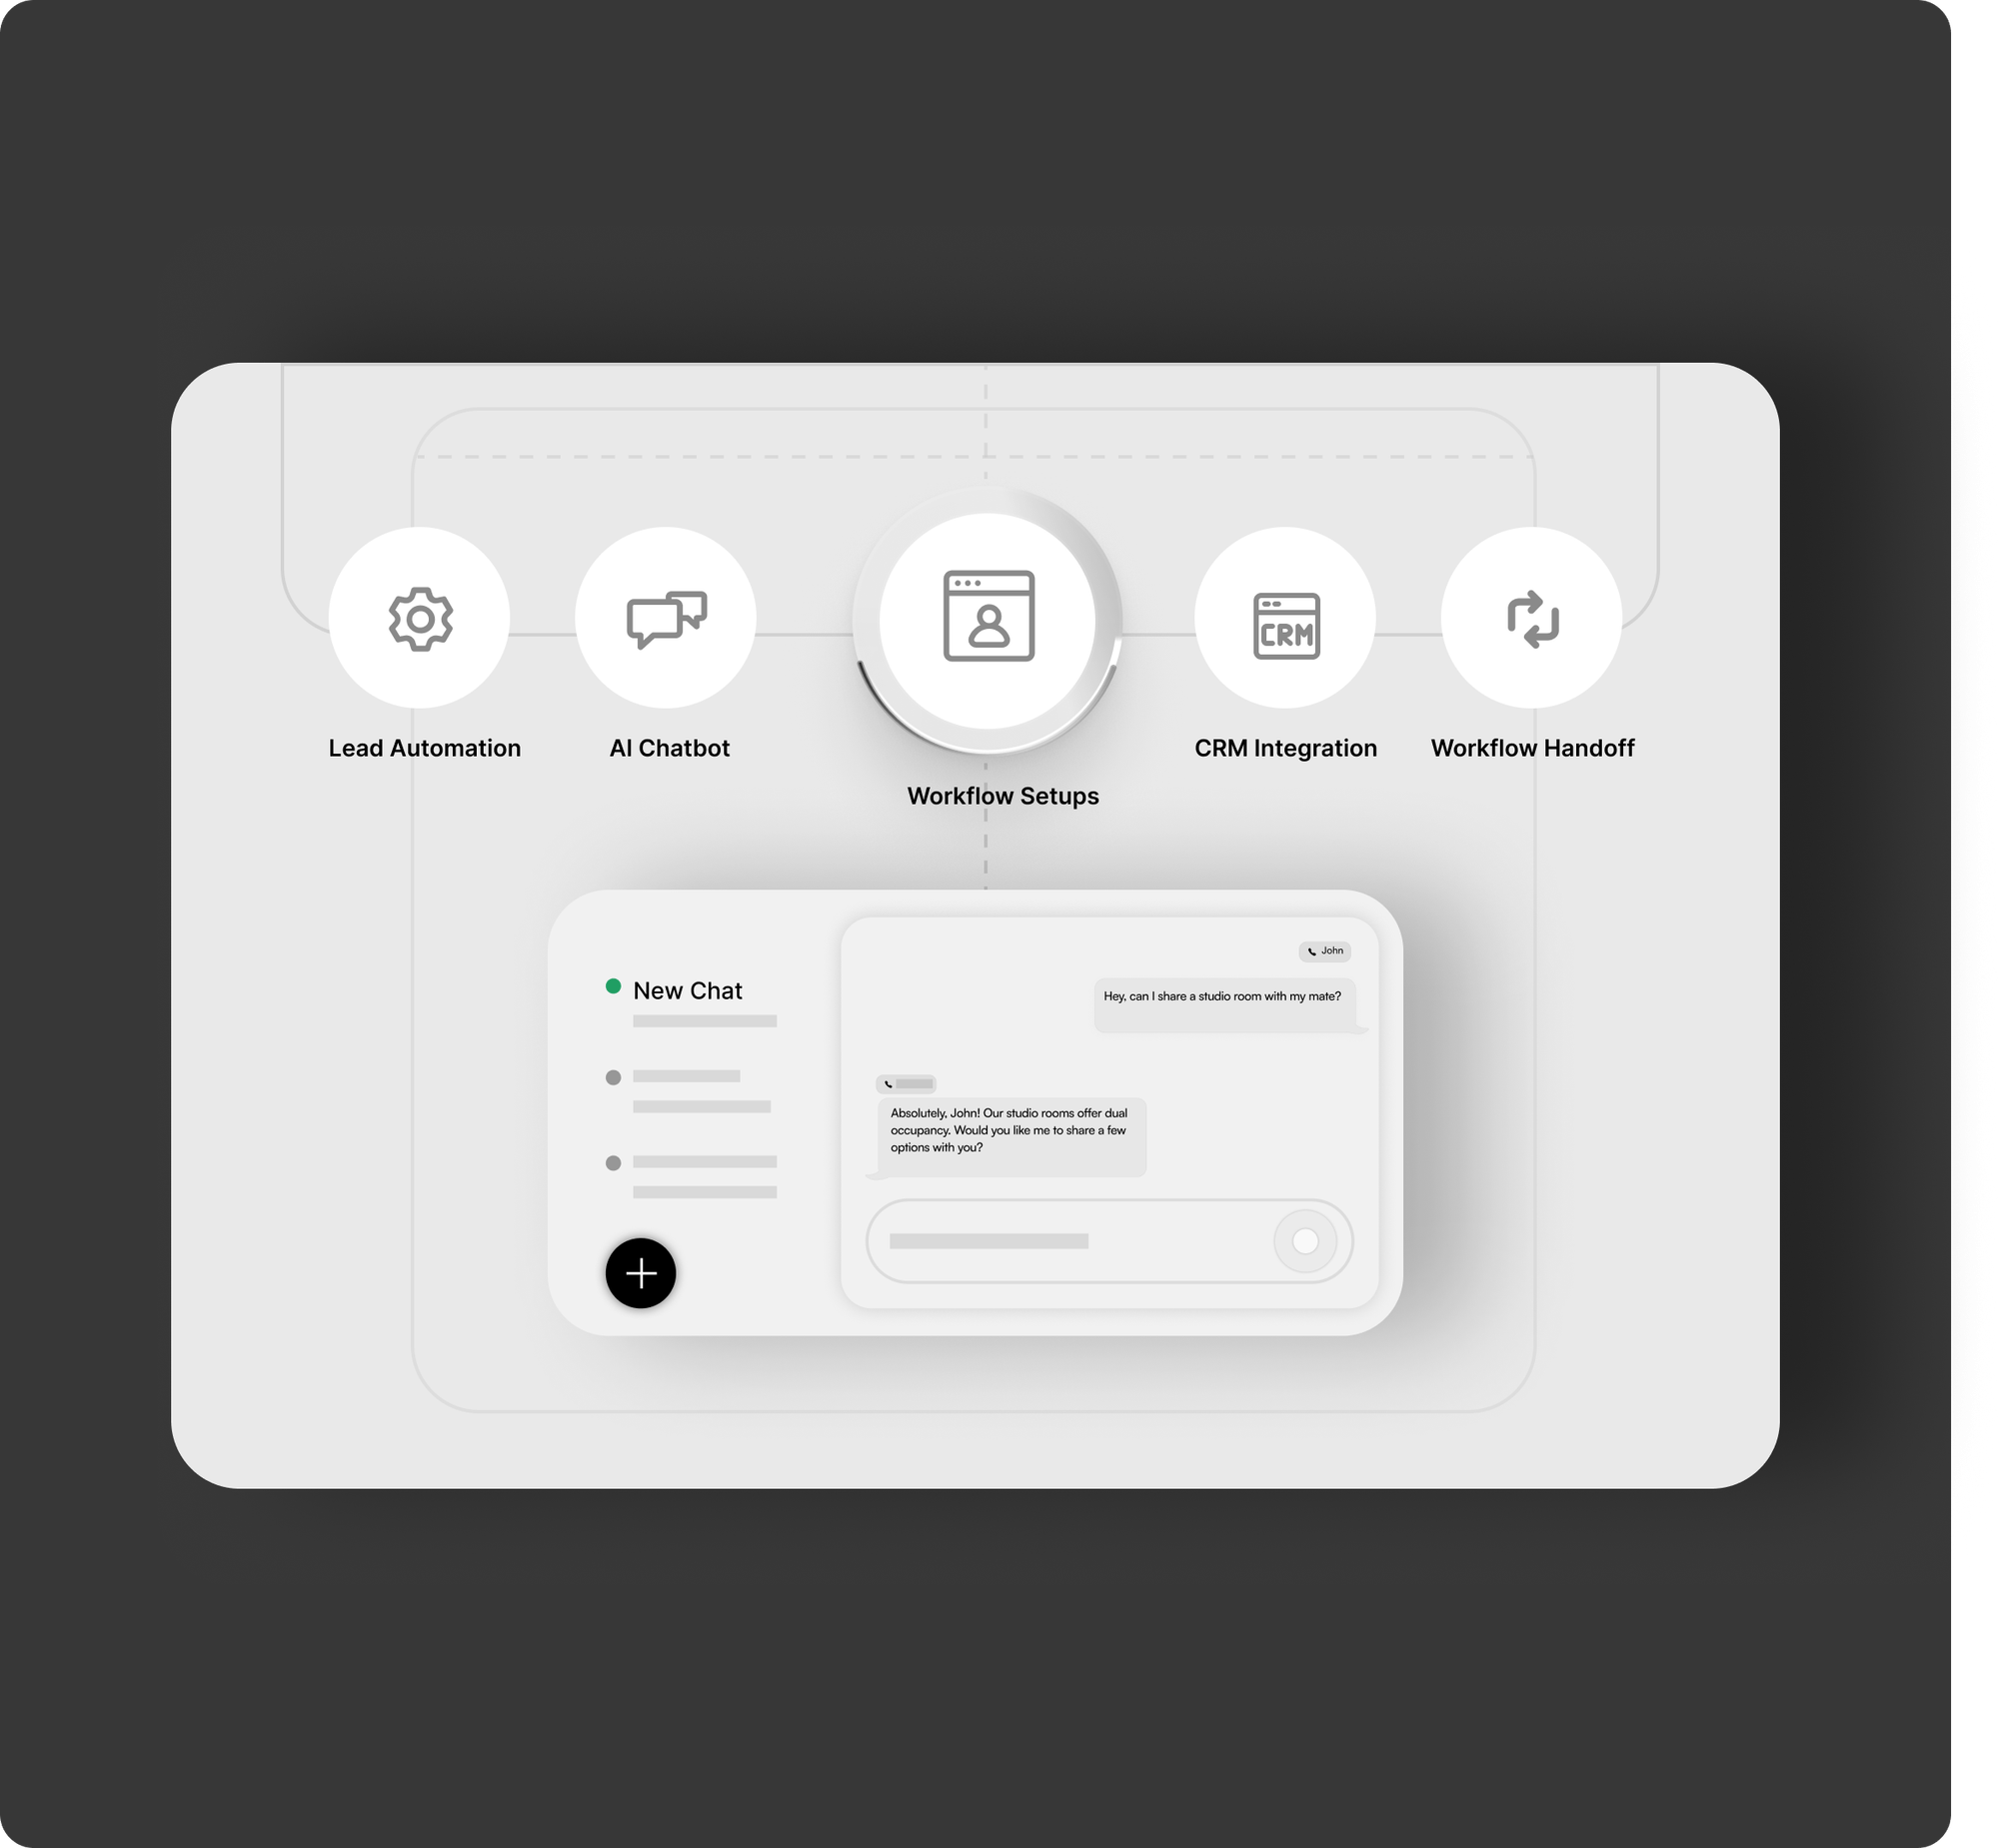 CRM
Lead Automation
AI Chatbot
Workflow Setups
CRM Integration
Workflow Handoff
New Chat
John
Hey, can I share a studio room with my mate?
Absolutely, John! Our studio rooms offer dual
occupancy. Would you like me to share a few
options with you?